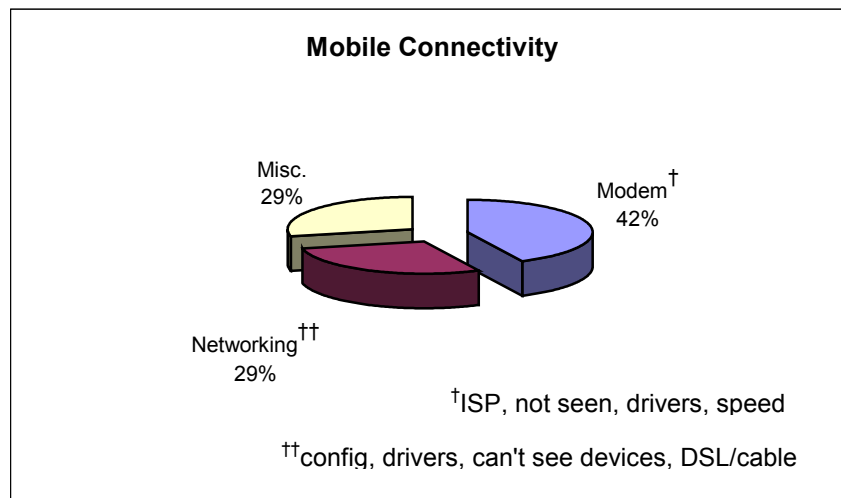 Mobile Connectivity
Misc.
29%
Modem†
42%
Networking††
29%
†ISP, not seen, drivers, speed
††config, drivers, can't see devices, DSL/cable